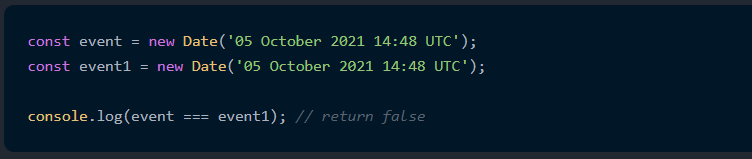 const event = new Date('05 October 2021 14:48 UTC');
const event1 = new Date('05 October 2021 14:48 UTC');
console.log(event === event1); // return false